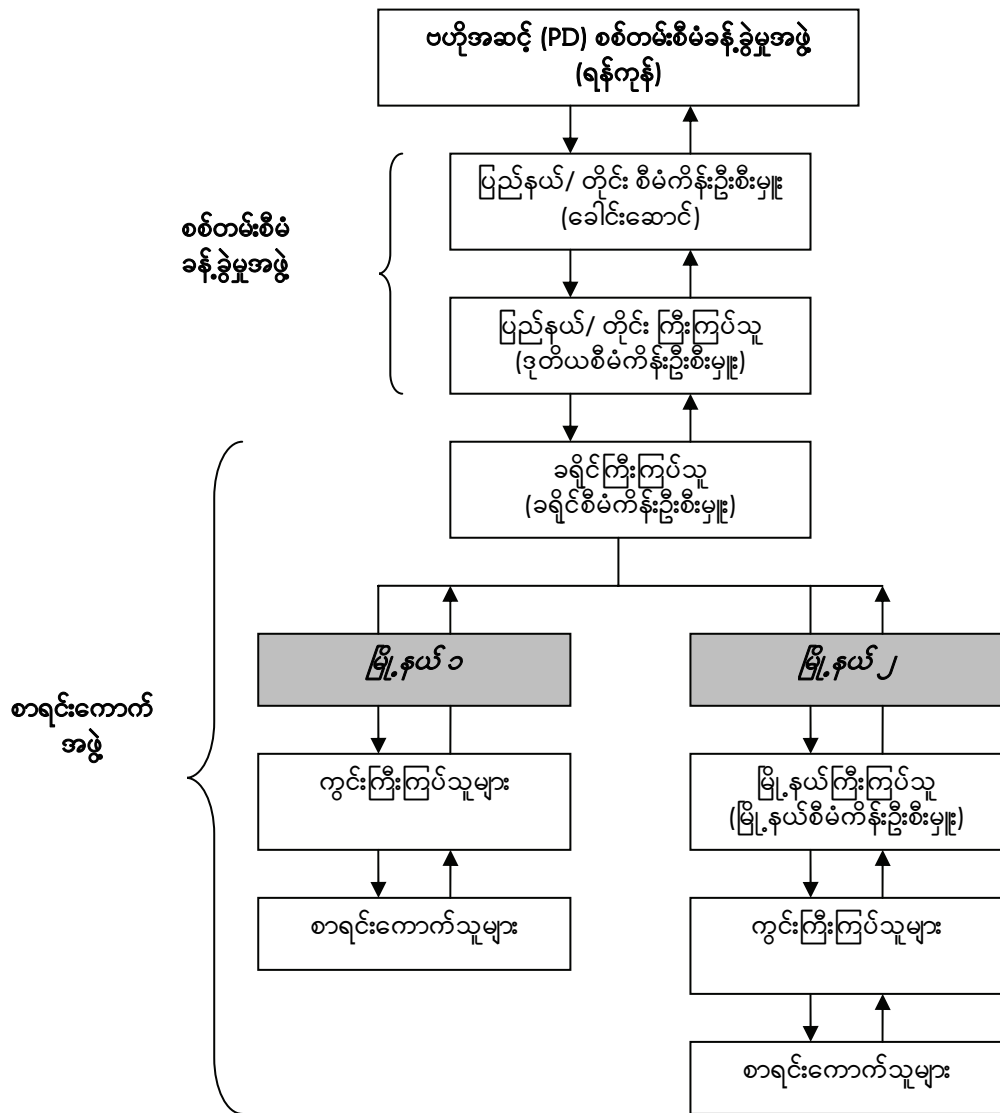 ဗဟိုအဆင့် (PD) စစ်တမ်းစီမံခန့်ခွဲမှုအဖွဲ့
(ရန်ကုန်)
ပြည်နယ်/ တိုင်း စီမံကိန်းဦးစီးမှူး
(ခေါင်းဆောင်)
စစ်တမ်းစီမံ
ခန့်ခွဲမှုအဖွဲ့
ပြည်နယ်/ တိုင်း ကြီးကြပ်သူ
(ဒုတိယစီမံကိန်းဦးစီးမှူး)
ခရိုင်ကြီးကြပ်သူ
(ခရိုင်စီမံကိန်းဦးစီးမှူး)
မြို့နယ် ၁
မြို့နယ် ၂
စာရင်းကောက်
အဖွဲ့
ကွင်းကြီးကြပ်သူများ
မြို့နယ်ကြီးကြပ်သူ
(မြို့နယ်စီမံကိန်းဦးစီးမှူး)
စာရင်းကောက်သူများ
ကွင်းကြီးကြပ်သူများ
စာရင်းကောက်သူများ